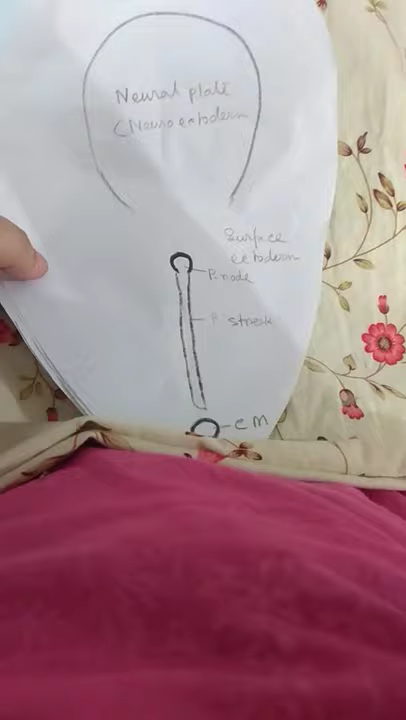 Neural plate
(Neuroectoderm
Surface
ectoderm
P. node
P streak
CM